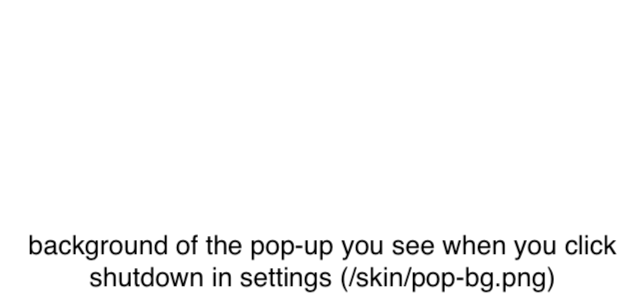 background of the pop-up you see when you click
shutdown in settings (/skin/pop-bg.png)